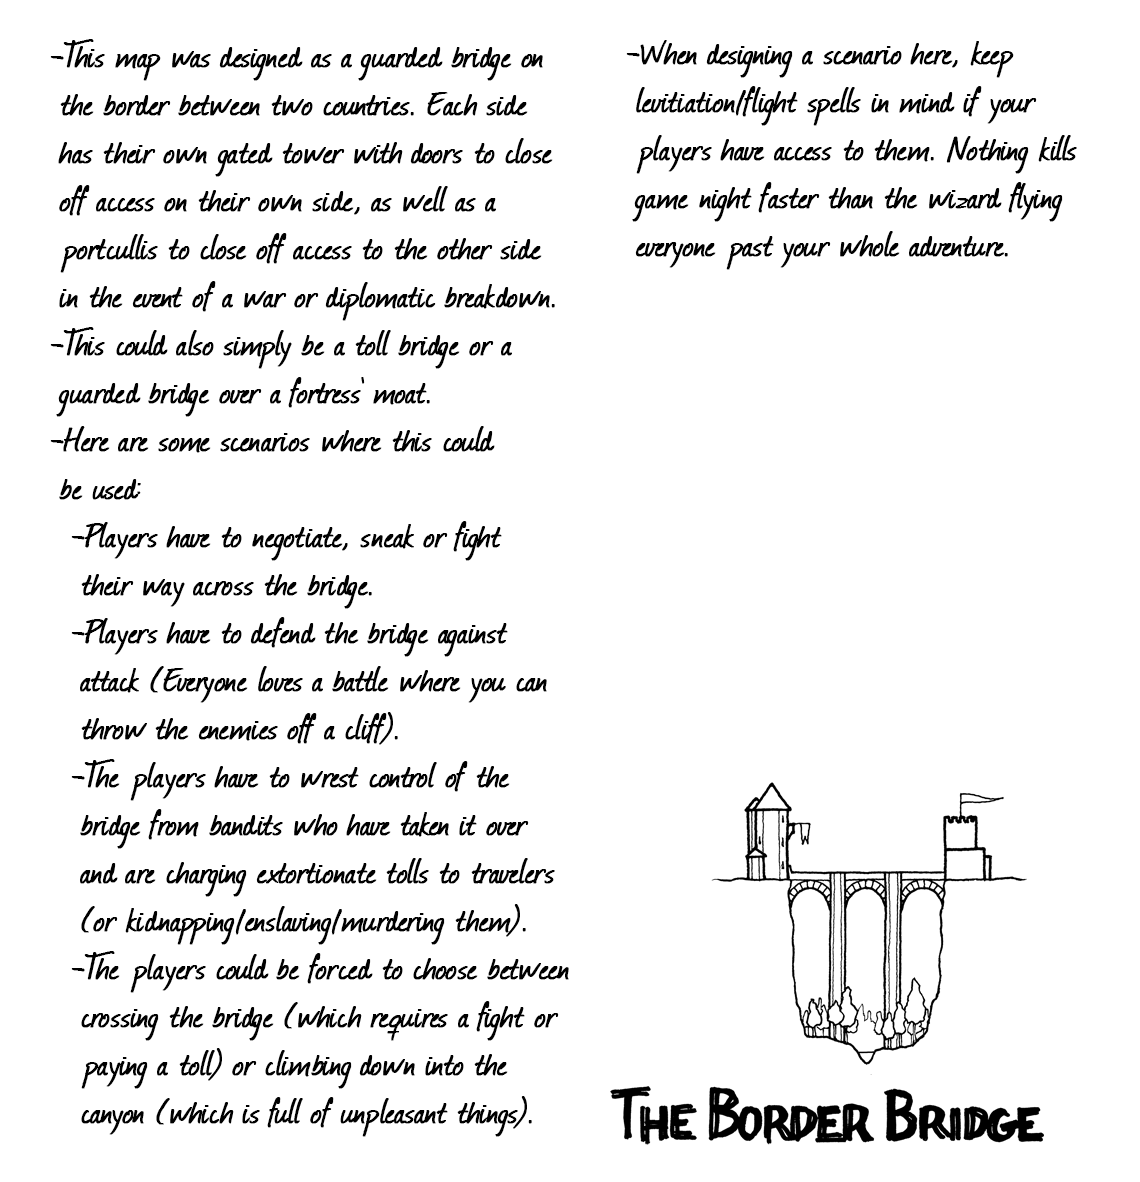 -This map was designed as a guarded bridge on
the border between two countries. Each side
has their own gated tower with doors to close
off access on their own side, as well as a
portcullis to close off access to the other side
in the event of a war or diplomatic breakdown.
-This could also simply be a toll bridge or a
guarded bridge over a fortress' moat.
-Here are some scenarios where this could
be used:
-Players have to negotiate, sneak or fight
their way across the bridge.
-Players have to defend the bridge against
attack (Everyone loves a battle where you can
throw the enemies off a cliff).
-The players have to wrest control of the
bridge from bandits who have taken it over
and are charging extortionate tolls to travelers
(or kidnapping/enslaving/murdering them).
-The players could be forced to choose between
crossing the bridge (which requires a fight or
paying a toll) or climbing down into the
canyon (which is full of unpleasant things).
-When designing a scenario here, keep
levitiation/flight spells in mind if your
players have access to them. Nothing kills
game night faster than the wizard flying
everyone past your whole adventure.
THE BORDER BRIDGE